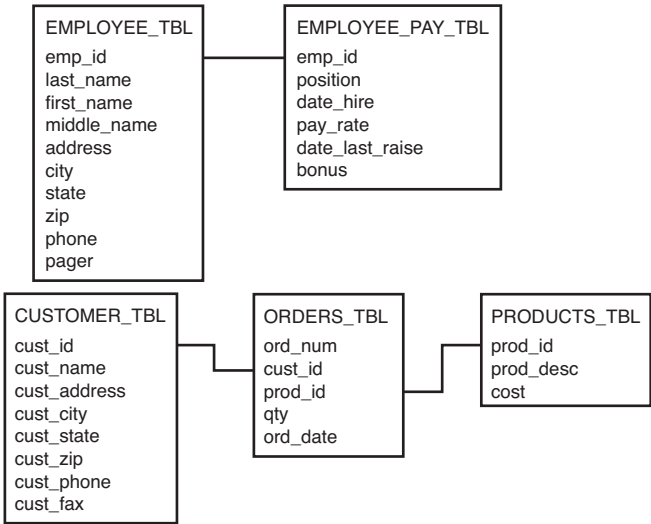 EMPLOYEE_TBL
emp_id
last_name
first_name
middle_name
address
city
state
zip
phone
pager
EMPLOYEE_PAY_TBL
emp_id
position
date_hire
pay_rate
date_last_raise
bonus
CUSTOMER_TBL
cust_id
cust_name
cust_address
cust_city
cust_state
cust_zip
cust_phone
cust_fax
ORDERS_TBL
ord_num
cust_id
prod_id
qty
ord_date
PRODUCTS_TBL
prod_id
prod_desc
cost